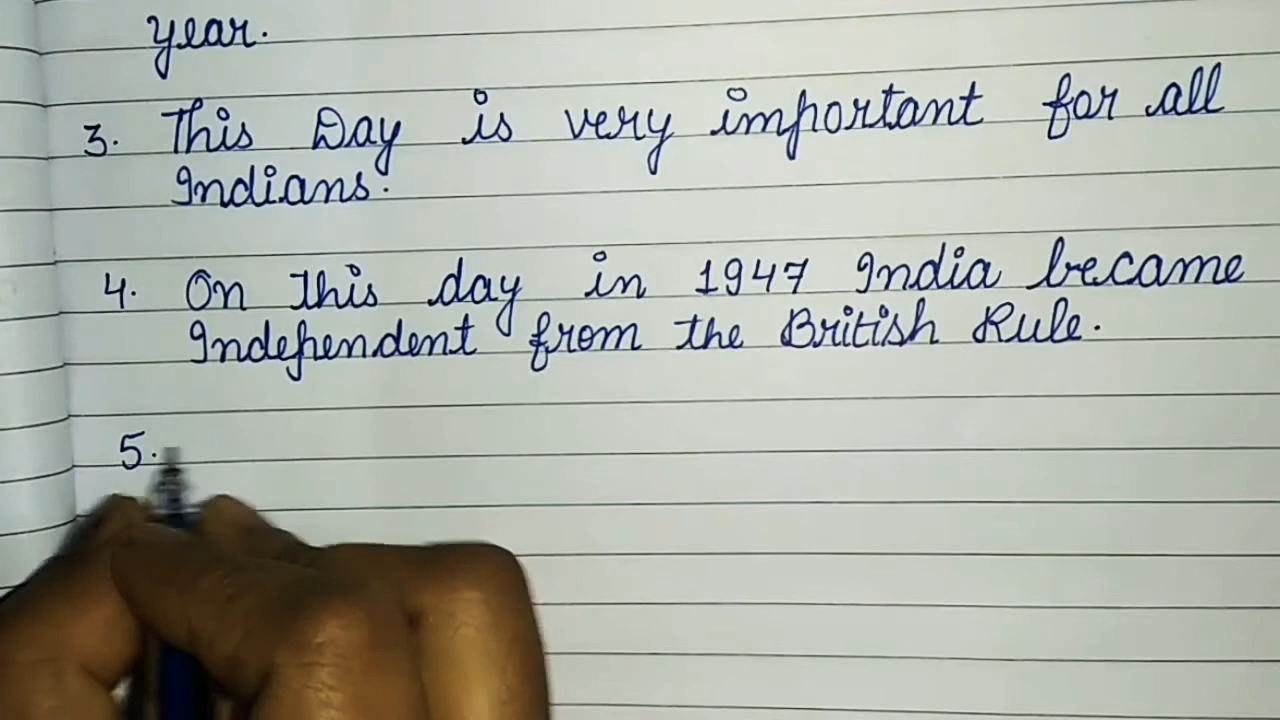 year.
3. This Day is very important for all
Indians.
4. On this day in 1947 India became
Independent from the British Rule.
5.